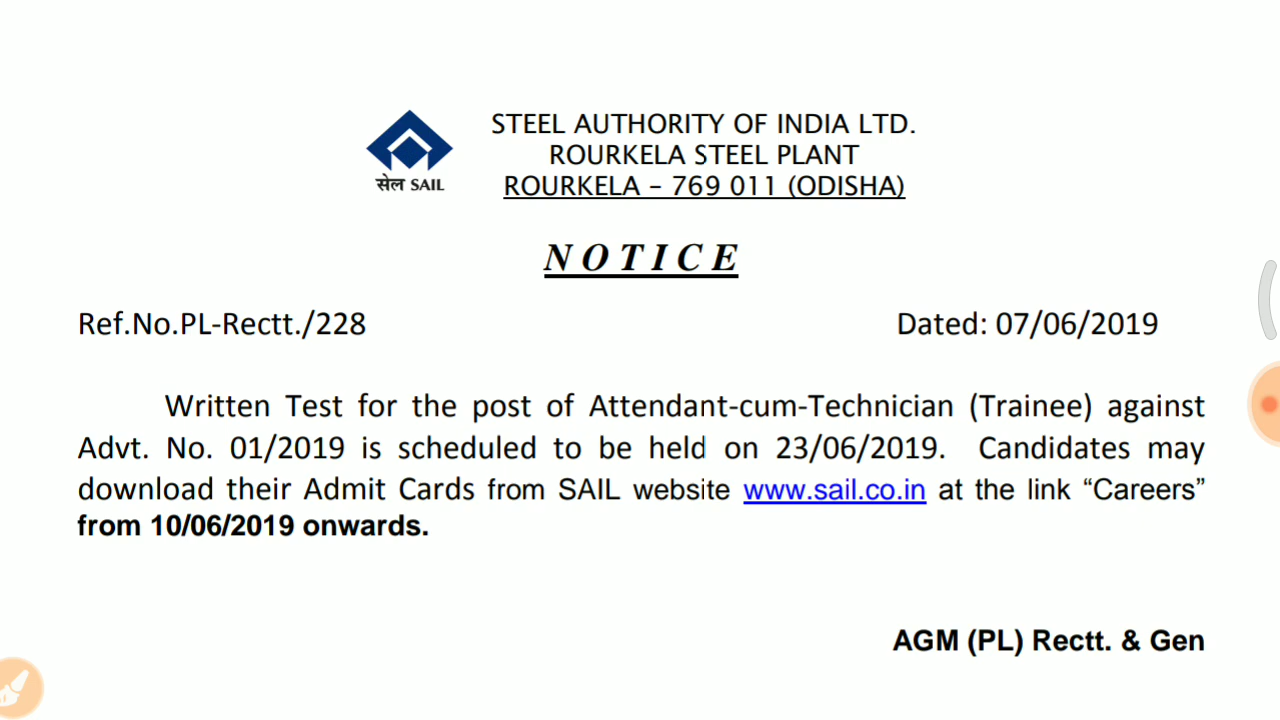 STEEL AUTHORITY OF INDIA LTD.
ROURKELA STEEL PLANT
सेल SAIL
ROURKELA – 769 011 (ODISHA)
N O T I C E
Ref.No.PL-Rectt./228 Dated: 07/06/2019
Written Test for the post of Attendant-cum-Technician (Trainee) against
Advt. No. 01/2019 is scheduled to be held on 23/06/2019. Candidates may
download their Admit Cards from SAIL website www.sail.co.in at the link “Careers”
from 10/06/2019 onwards.
AGM (PL) Rectt. & Gen